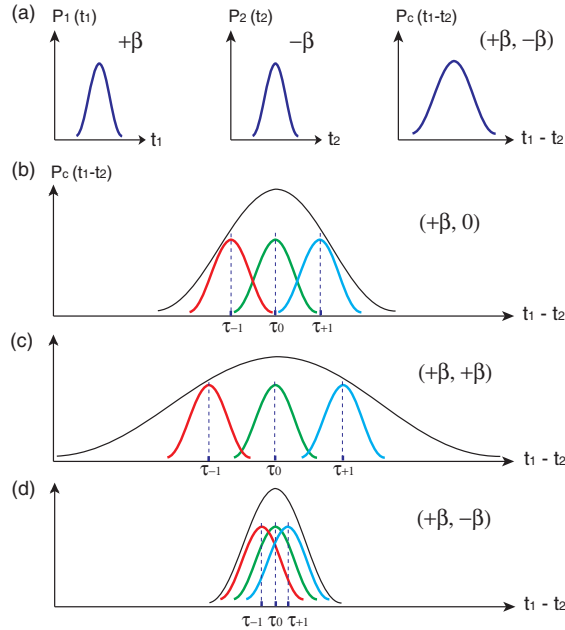 (a) P₁ (t₁) +β P₂ (t₂) −β Pc (t₁-t₂) (+β, −β)
t₁ t₂ t₁ - t₂
(b) Pc (t₁-t₂)
(+β, 0)
τ₋₁ τ₀ τ₊₁ t₁ - t₂
(c)
(+β, +β)
τ₋₁ τ₀ τ₊₁ t₁ - t₂
(d)
(+β, −β)
t₁ - t₂
τ₋₁ τ₀ τ₊₁